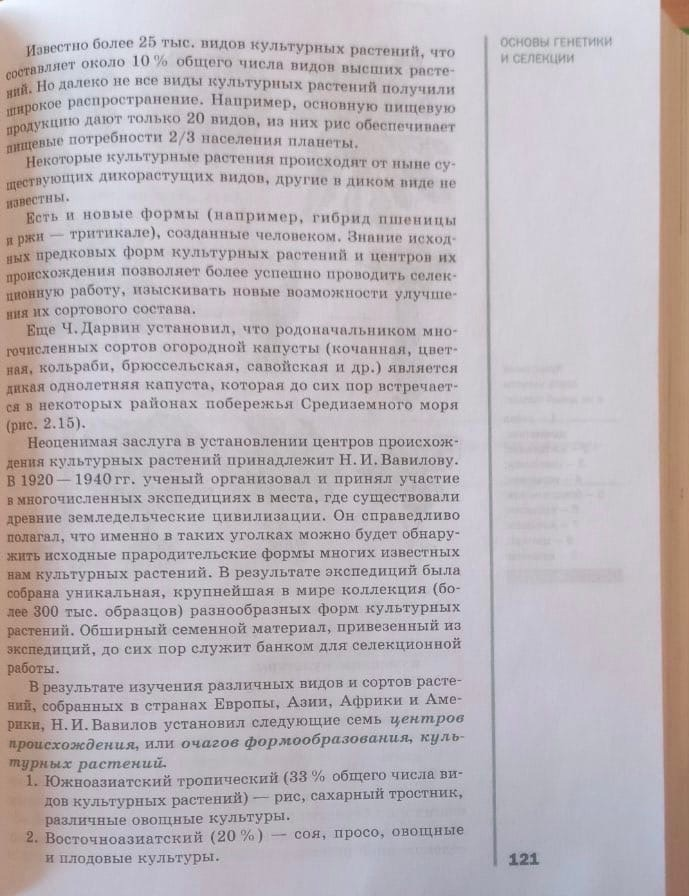 ОСНОВЫ ГЕНЕТИКИ
И СЕЛЕКЦИИ
Известно более 25 тыс. видов культурных растений, что
составляет около 10 % общего числа видов высших расте-
ний. Но далеко не все виды культурных растений получили
широкое распространение. Например, основную пищевую
продукцию дают только 20 видов, из них рис обеспечивает
пищевые потребности 2/3 населения планеты.
Некоторые культурные растения происходят от ныне су-
ществующих дикорастущих видов, другие в диком виде не
известны.
Есть и новые формы (например, гибрид пшеницы
и ржи — тритикале), созданные человеком. Знание исход-
ных предковых форм культурных растений и центров их
происхождения позволяет более успешно проводить селек-
ционную работу, изыскивать новые возможности улучше-
ния их сортового состава.
Еще Ч. Дарвин установил, что родоначальником мно-
гочисленных сортов огородной капусты (кочанная, цвет-
ная, кольраби, брюссельская, савойская и др.) является
дикая однолетняя капуста, которая до сих пор встречает-
ся в некоторых районах побережья Средиземного моря
(рис. 2.15).
Неоценимая заслуга в установлении центров происхож-
дения культурных растений принадлежит Н. И. Вавилову.
В 1920 — 1940 гг. ученый организовал и принял участие
в многочисленных экспедициях в места, где существовали
древние земледельческие цивилизации. Он справедливо
полагал, что именно в таких уголках можно будет обнару-
жить исходные прародительские формы многих известных
нам культурных растений. В результате экспедиций была
собрана уникальная, крупнейшая в мире коллекция (бо-
лее 300 тыс. образцов) разнообразных форм культурных
растений. Обширный семенной материал, привезенный из
экспедиций, до сих пор служит банком для селекционной
работы.
В результате изучения различных видов и сортов расте-
ний, собранных в странах Европы, Азии, Африки и Аме-
рики, Н. И. Вавилов установил следующие семь центров
происхождения, или очагов формообразования, куль-
турных растений.
1. Южноазиатский тропический (33 % общего числа ви-
дов культурных растений) — рис, сахарный тростник,
различные овощные культуры.
2. Восточноазиатский (20 %) — соя, просо, овощные
и плодовые культуры.
121